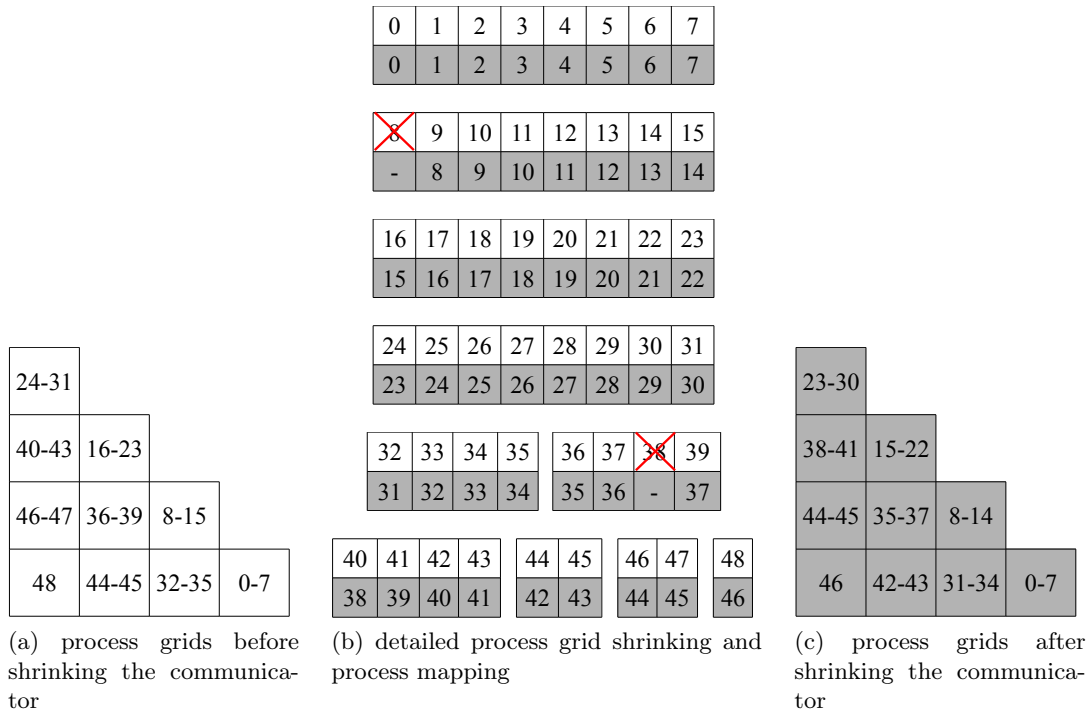 0 1 2 3 4 5 6 7
0 1 2 3 4 5 6 7
8 9 10 11 12 13 14 15
- 8 9 10 11 12 13 14
16 17 18 19 20 21 22 23
15 16 17 18 19 20 21 22
24 25 26 27 28 29 30 31
23 24 25 26 27 28 29 30
32 33 34 35 36 37 38 39
31 32 33 34 35 36 - 37
40 41 42 43 44 45 46 47 48
38 39 40 41 42 43 44 45 46
24-31
40-43 16-23
46-47 36-39 8-15
48 44-45 32-35 0-7
(a) process grids before
shrinking the communica-
tor
(b) detailed process grid shrinking and
process mapping
23-30
38-41 15-22
44-45 35-37 8-14
46 42-43 31-34 0-7
(c) process grids after
shrinking the communica-
tor